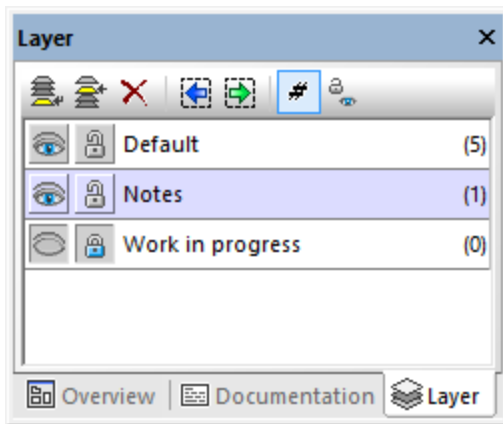 Layer
Default (5)
Notes (1)
Work in progress (0)
Overview Documentation Layer